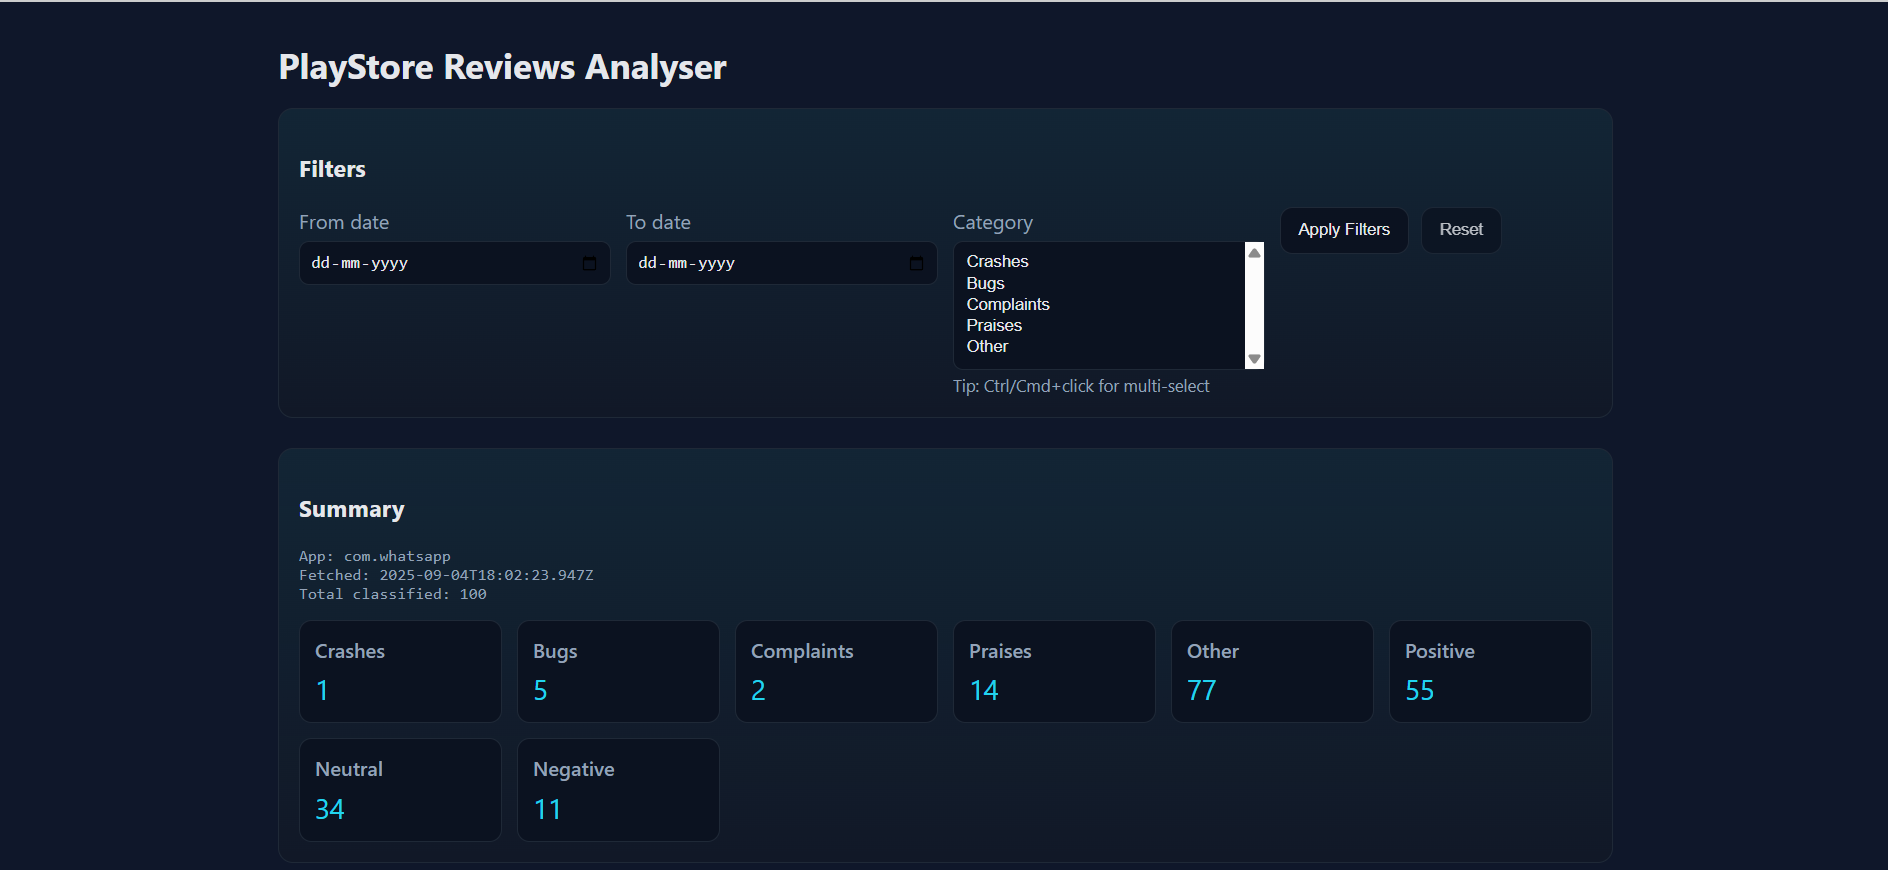 PlayStore Reviews Analyser
Filters
From date
To date
Category
dd-mm-yyyy
dd-mm-yyyy
Crashes
Bugs
Complaints
Praises
Other
Apply Filters
Reset
Tip: Ctrl/Cmd+click for multi-select
Summary
App: com.whatsapp
Fetched: 2025-09-04T18:02:23.947Z
Total classified: 100
Crashes
1
Bugs
5
Complaints
2
Praises
14
Other
77
Positive
55
Neutral
34
Negative
11